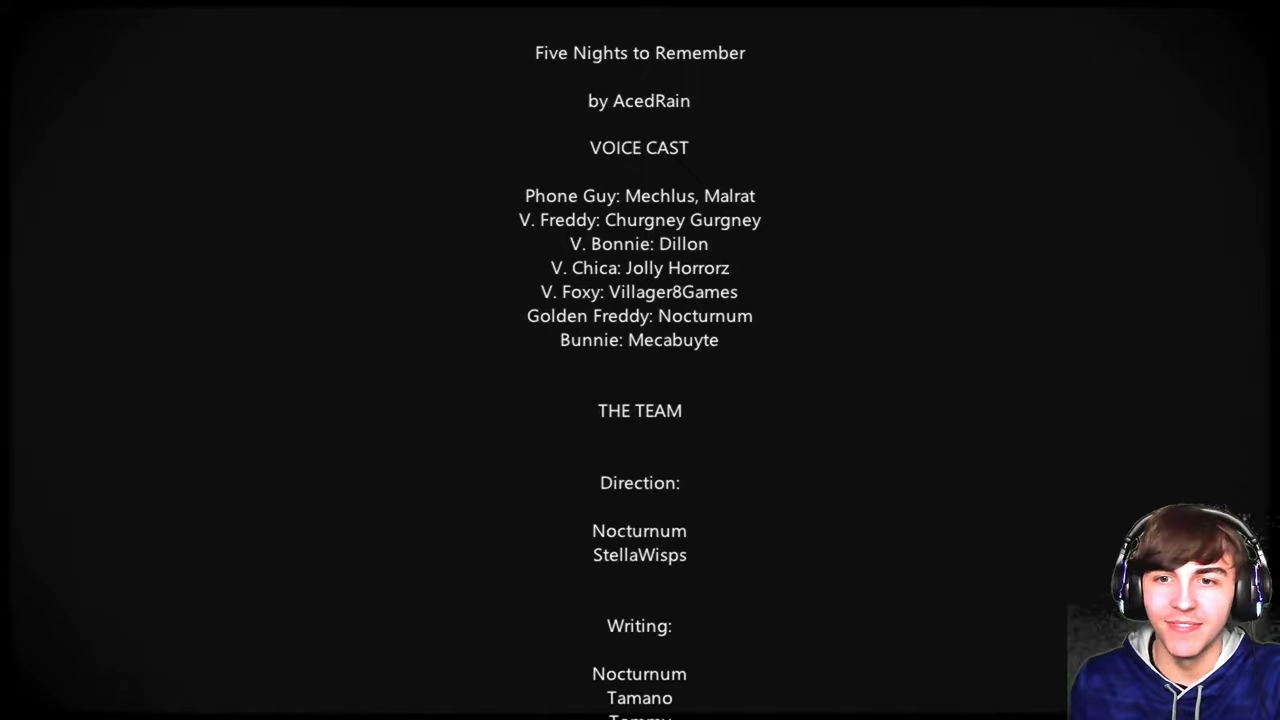 Five Nights to Remember
by AcedRain
VOICE CAST
Phone Guy: Mechlus, Malrat
V. Freddy: Churgney Gurgney
V. Bonnie: Dillon
V. Chica: Jolly Horrorz
V. Foxy: Villager8Games
Golden Freddy: Nocturnum
Bunnie: Mecabuyte
THE TEAM
Direction:
Nocturnum
StellaWisps
Writing:
Nocturnum
Tamano